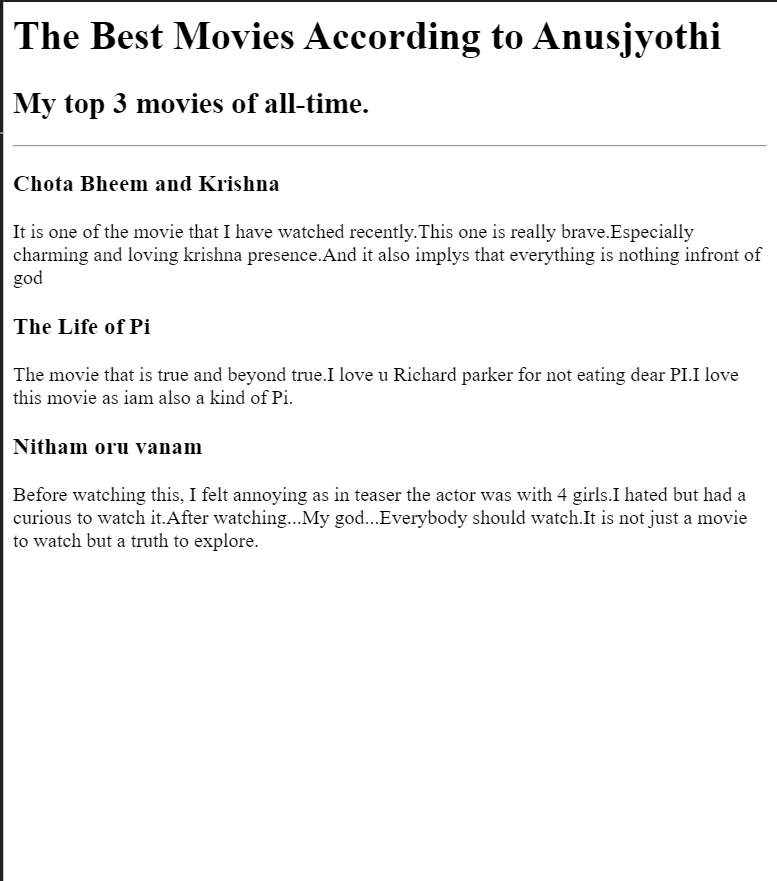 The Best Movies According to Anusjyothi
My top 3 movies of all-time.
Chota Bheem and Krishna
It is one of the movie that I have watched recently.This one is really brave.Especially
charming and loving krishna presence.And it also implys that everything is nothing infront of
god
The Life of Pi
The movie that is true and beyond true.I love u Richard parker for not eating dear PI.I love
this movie as iam also a kind of Pi.
Nitham oru vanam
Before watching this, I felt annoying as in teaser the actor was with 4 girls.I hated but had a
curious to watch it.After watching...My god...Everybody should watch.It is not just a movie
to watch but a truth to explore.